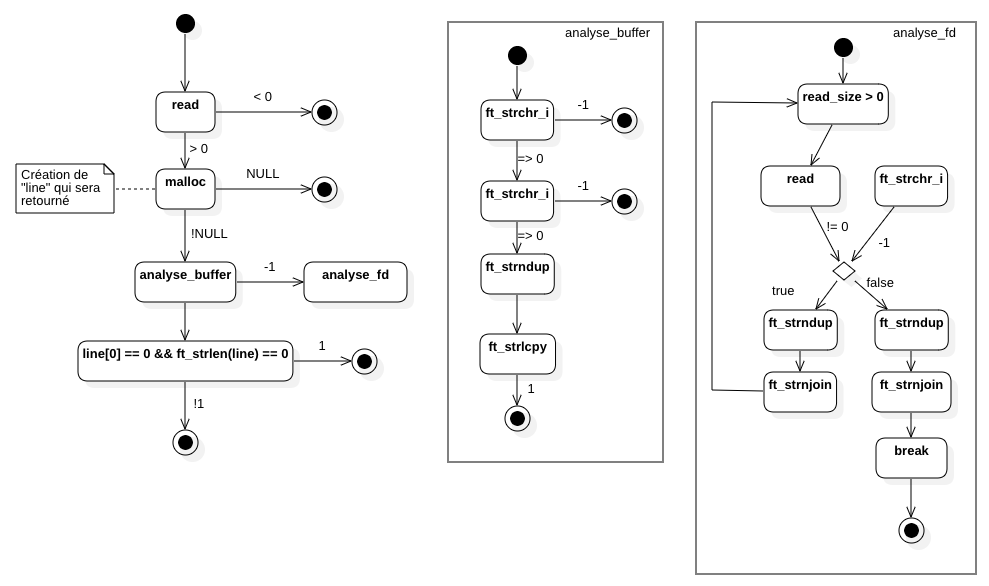 read
< 0
> 0
Création de
"line" qui sera
retourné
malloc
NULL
!NULL
analyse_buffer
-1
analyse_fd
line[0] == 0 && ft_strlen(line) == 0
1
!1
analyse_buffer
ft_strchr_i
-1
=> 0
ft_strchr_i
-1
=> 0
ft_strndup
ft_strlcpy
1
analyse_fd
read_size > 0
read
ft_strchr_i
!= 0
-1
true
false
ft_strndup
ft_strndup
ft_strnjoin
ft_strnjoin
break